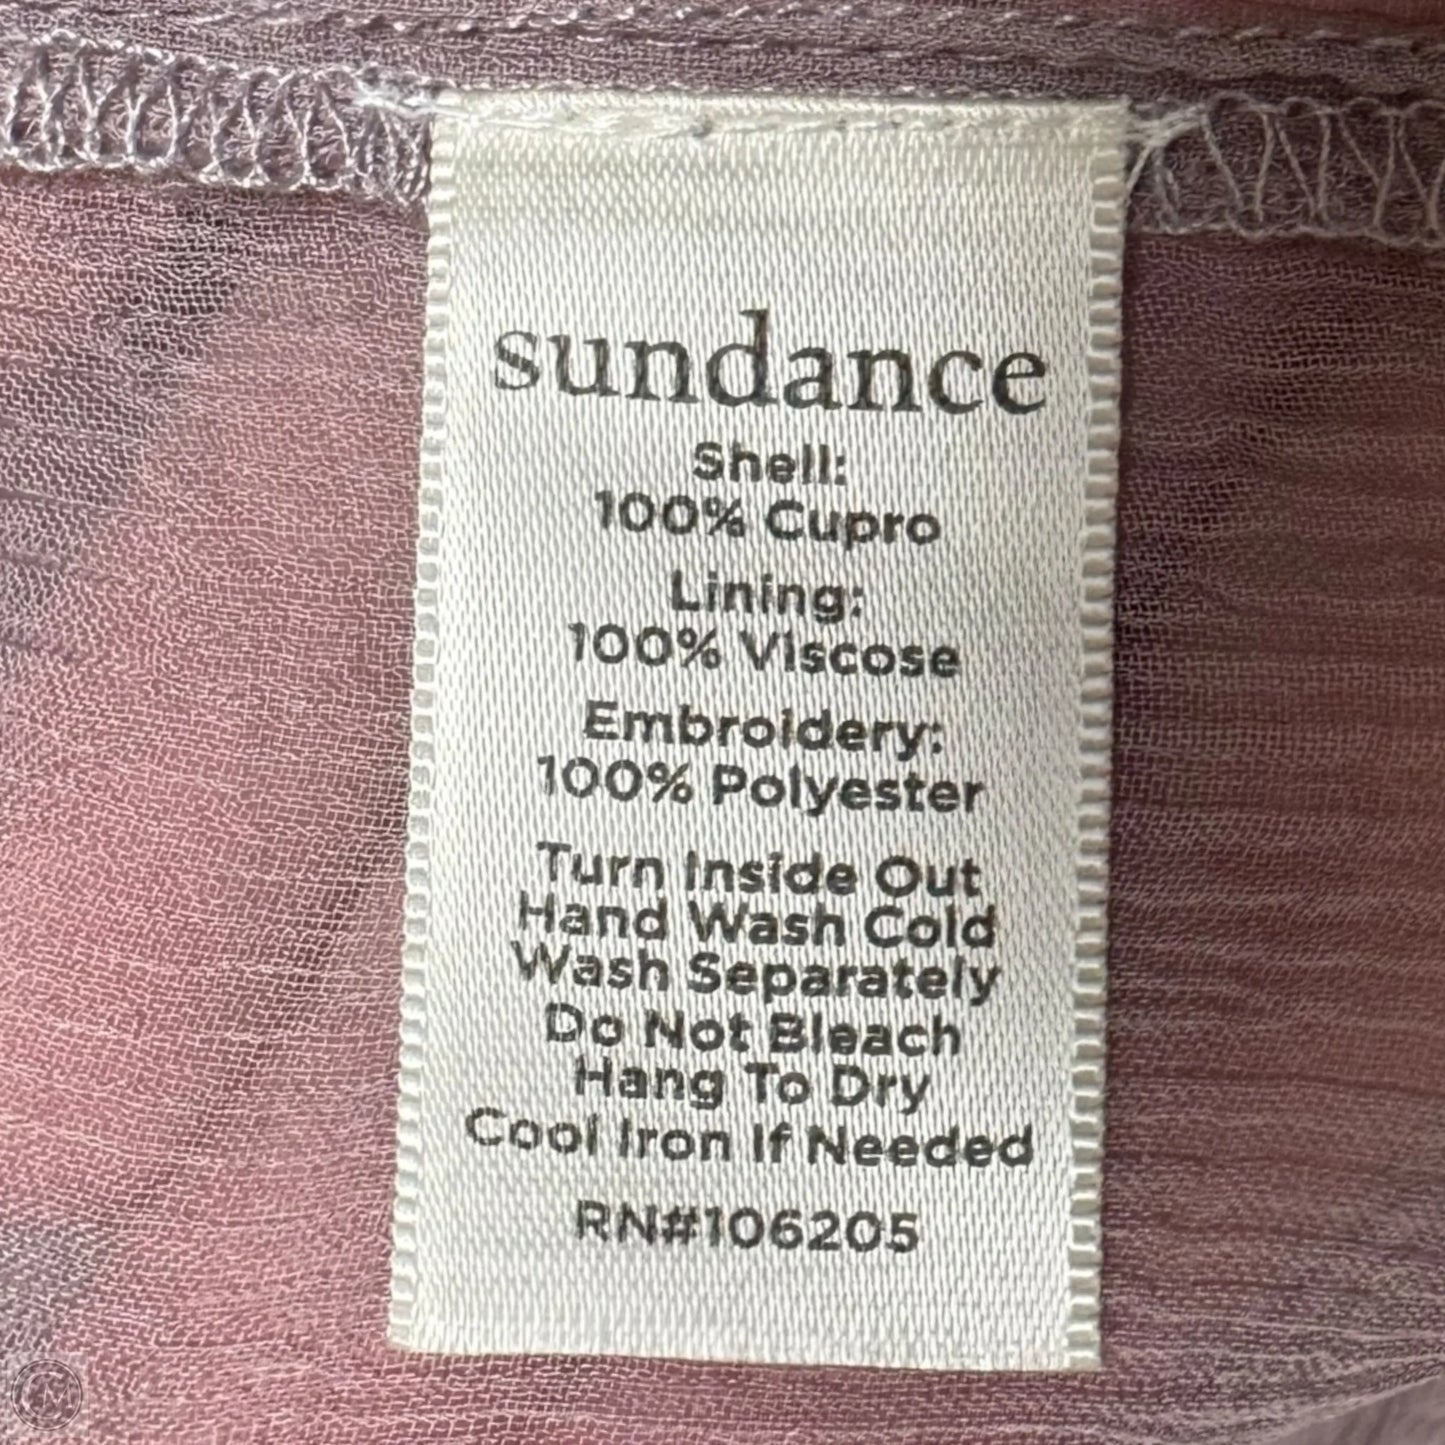 sundance
Shell:
100% Cupro
Lining:
100% Viscose
Embroidery:
100% Polyester
Turn Inside Out
Hand Wash Cold
Wash Separately
Do Not Bleach
Hang To Dry
Cool Iron If Needed
RN#106205
CM